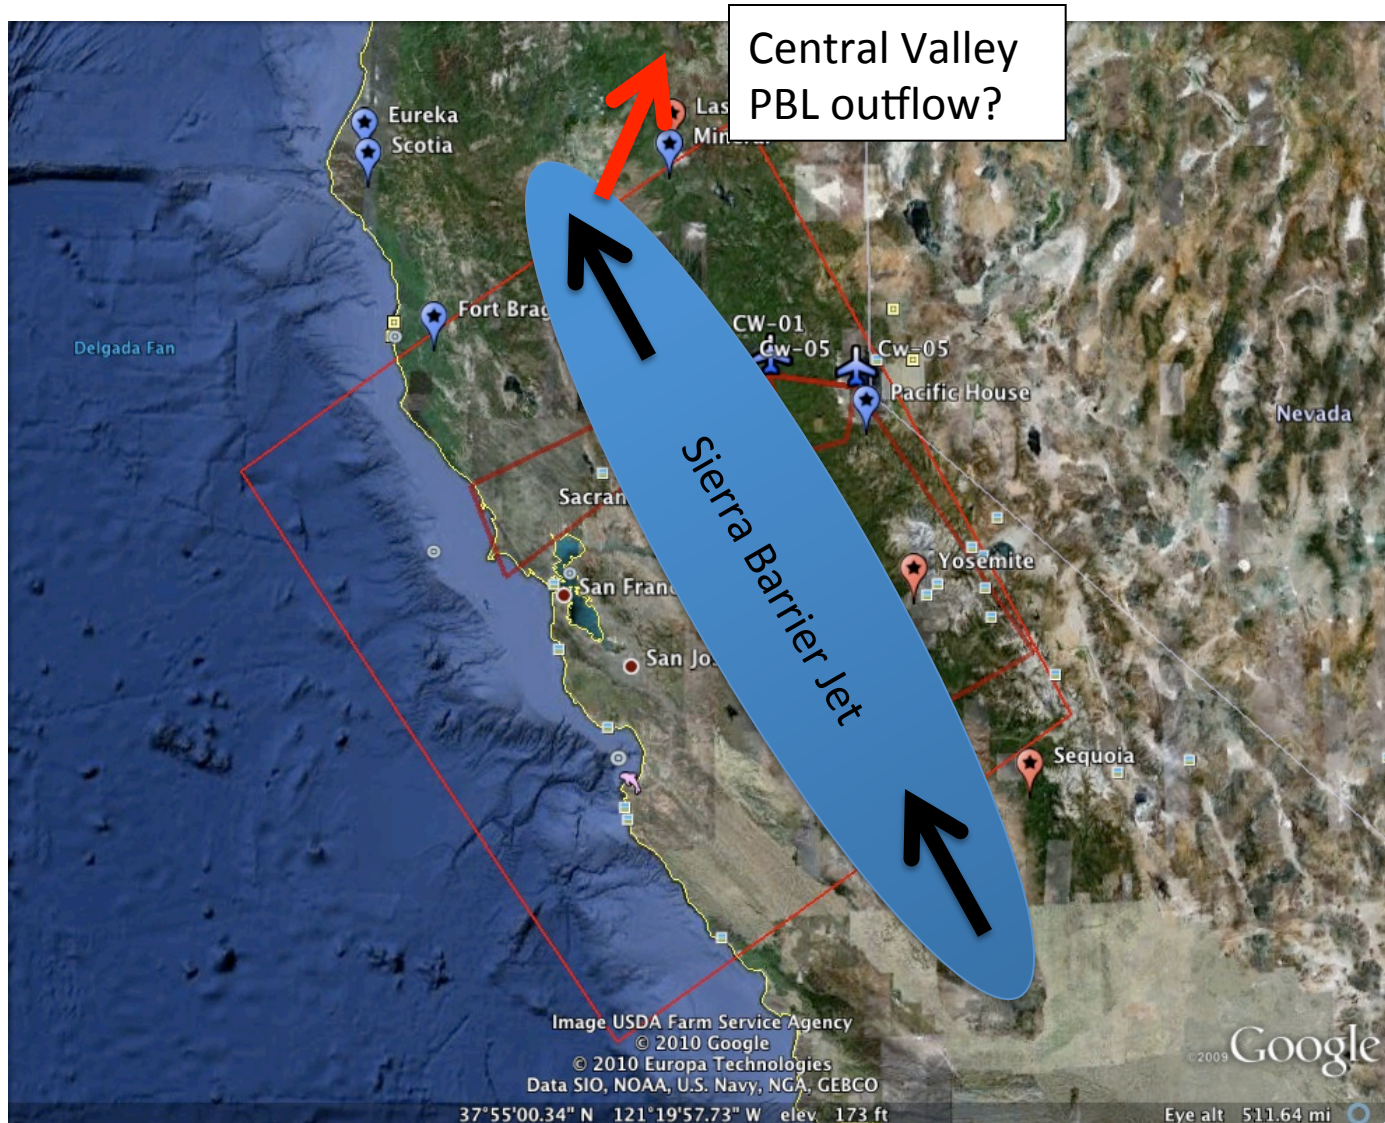 Central Valley
PBL outflow?
Eureka
Scotia
Las
Mineral
Fort Brag
CW-01
Cw-05
Cw-05
Pacific House
Delgada Fan
Nevada
Sierra Barrier Jet
Sacran
Yosemite
San Fran
San Jo
Sequoia
Image USDA Farm Service Agency
© 2010 Google
© 2010 Europa Technologies
Data SIO, NOAA, U.S. Navy, NGA, GEBCO
©2009 Google
37°55'00.34" N 121°19'57.73" W elev 173 ft
Eye alt 511.64 mi